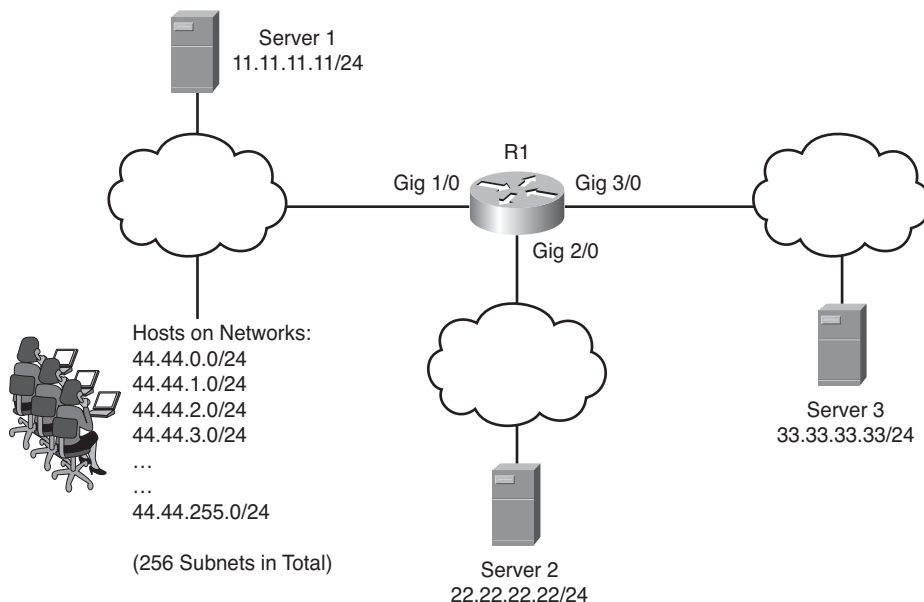 Server 1
11.11.11.11/24
R1
Gig 1/0
Gig 3/0
Gig 2/0
Hosts on Networks:
44.44.0.0/24
44.44.1.0/24
44.44.2.0/24
44.44.3.0/24
...
...
44.44.255.0/24
(256 Subnets in Total)
Server 3
33.33.33.33/24
Server 2
22.22.22.22/24